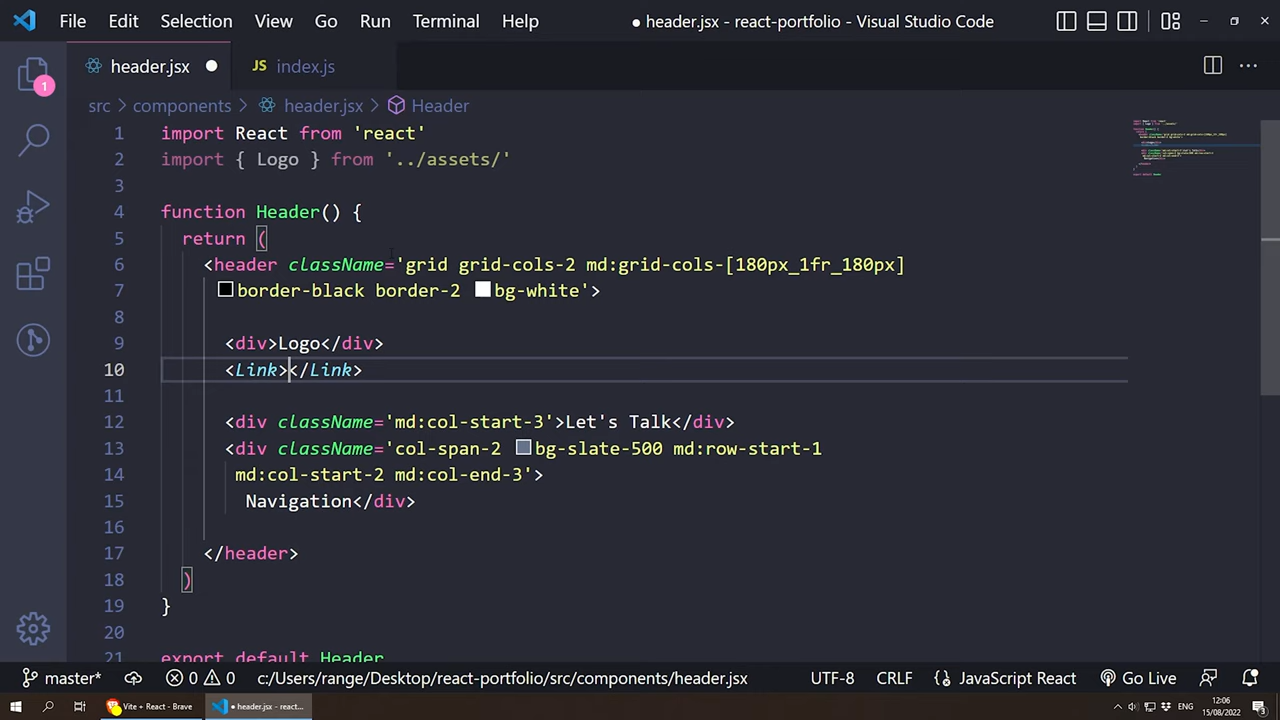 File Edit Selection View Go Run Terminal Help ● header.jsx - react-portfolio - Visual Studio Code
header.jsx ● JS index.js
src > components > header.jsx > Header
1 import React from 'react'
2 import { Logo } from '../assets/'
3
4 function Header() {
5 return (
6 <header className='grid grid-cols-2 md:grid-cols-[180px_1fr_180px]
7 border-black border-2 bg-white'>
8
9 <div>Logo</div>
10 <Link></Link>
11
12 <div className='md:col-start-3'>Let's Talk</div>
13 <div className='col-span-2 bg-slate-500 md:row-start-1
14 md:col-start-2 md:col-end-3'>
15 Navigation</div>
16
17 </header>
18 )
19 }
20
21 export default Header
1
master* 0 0 c:/Users/range/Desktop/react-portfolio/src/components/header.jsx UTF-8 CRLF {} JavaScript React Go Live
Vite + React - Brave ● header.jsx - react... ENG 12:06
15/08/2022 3